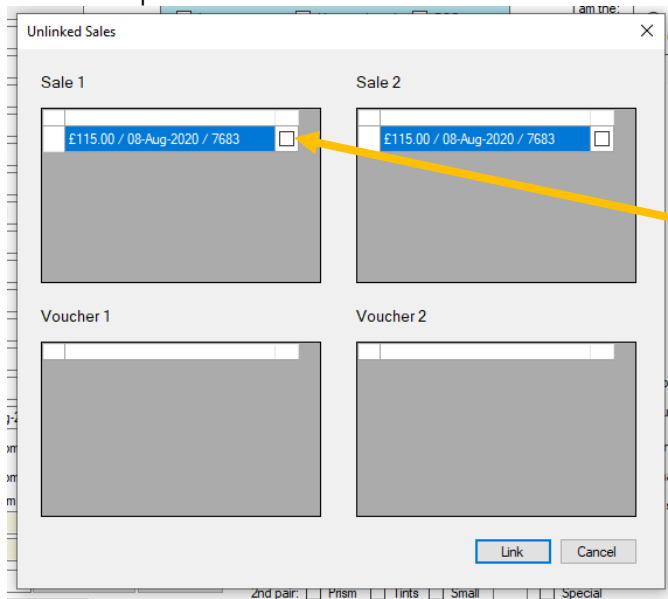 I am the:
Unlinked Sales
Sale 1
Sale 2
£115.00 / 08-Aug-2020 / 7683
£115.00 / 08-Aug-2020 / 7683
Voucher 1
Voucher 2
Link
Cancel
2nd pair:
Prism
Tints
Small
Special